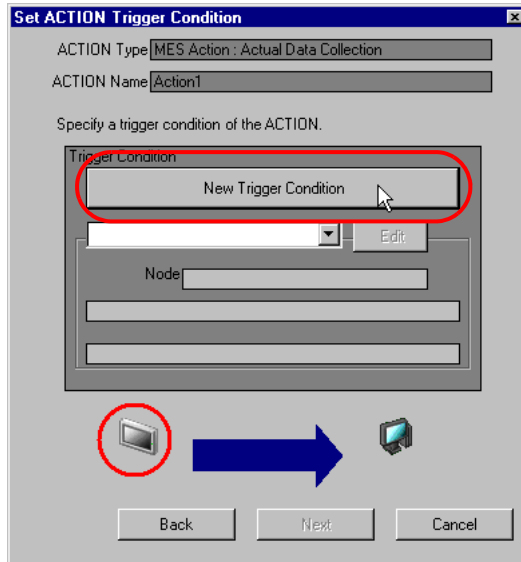 Set ACTION Trigger Condition
ACTION Type MES Action : Actual Data Collection
ACTION Name Action1
Specify a trigger condition of the ACTION.
Trigger Condition
New Trigger Condition
Edit
Node
Back Next Cancel